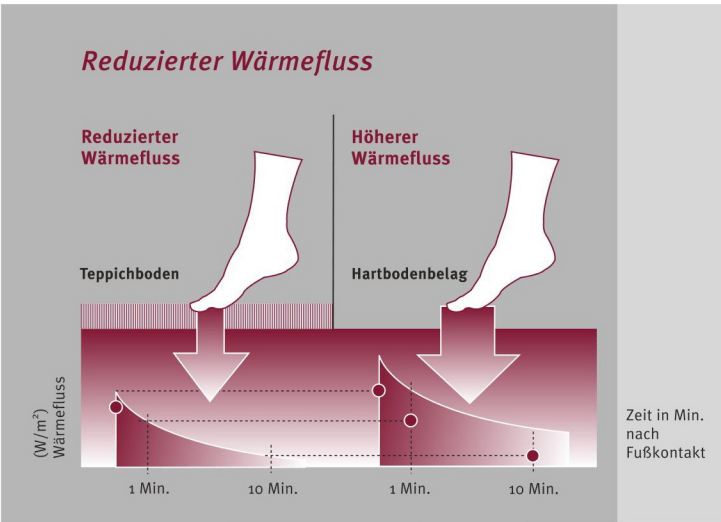 Reduzierter Wärmefluss
Reduzierter
Wärmefluss
Höherer
Wärmefluss
Teppichboden
Hartbodenbelag
(W/m²)
Wärmefluss
1 Min.
10 Min.
1 Min.
10 Min.
Zeit in Min.
nach
Fußkontakt